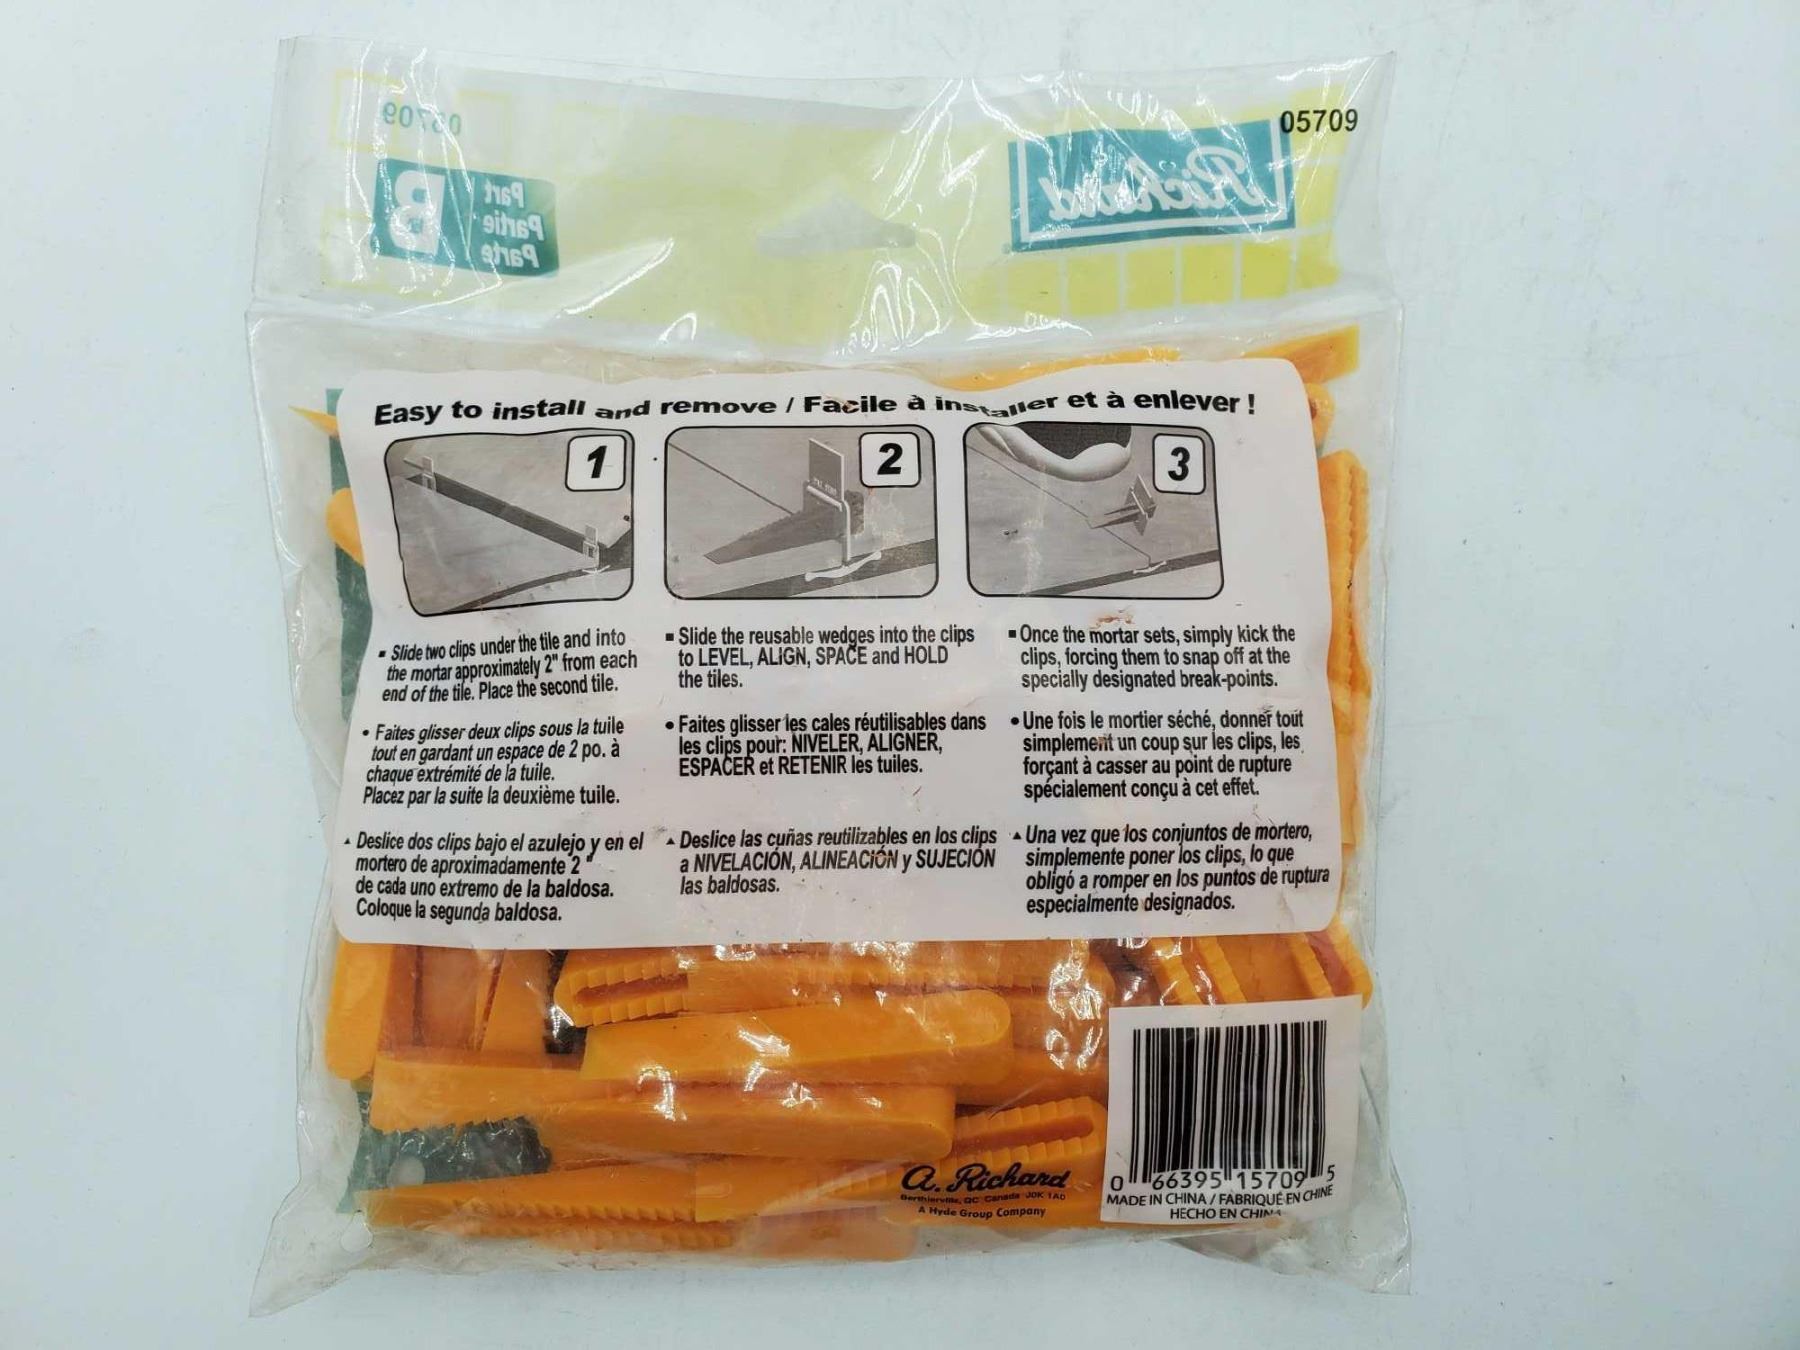 05709
05709
Richard
B
Part
Partie
Parte
Easy to install and remove / Facile à installer et à enlever !
1
2
3
▪ Slide two clips under the tile and into
the mortar approximately 2" from each
end of the tile. Place the second tile.
• Faites glisser deux clips sous la tuile
tout en gardant un espace de 2 po. à
chaque extrémité de la tuile.
Placez par la suite la deuxième tuile.
▴ Deslice dos clips bajo el azulejo y en el
mortero de aproximadamente 2 "
de cada uno extremo de la baldosa.
Coloque la segunda baldosa.
▪ Slide the reusable wedges into the clips
to LEVEL, ALIGN, SPACE and HOLD
the tiles.
• Faites glisser les cales réutilisables dans
les clips pour: NIVELER, ALIGNER,
ESPACER et RETENIR les tuiles.
▴ Deslice las cuñas reutilizables en los clips
a NIVELACIÓN, ALINEACIÓN y SUJECIÓN
las baldosas.
▪ Once the mortar sets, simply kick the
clips, forcing them to snap off at the
specially designated break-points.
• Une fois le mortier séché, donner tout
simplement un coup sur les clips, les
forçant à casser au point de rupture
spécialement conçu à cet effet.
▴ Una vez que los conjuntos de mortero,
simplemente poner los clips, lo que
obligó a romper en los puntos de ruptura
especialmente designados.
A. Richard
Berthierville, QC Canada J0K 1A0
A Hyde Group Company
0 66395 15709 5
MADE IN CHINA / FABRIQUÉ EN CHINE
HECHO EN CHINA